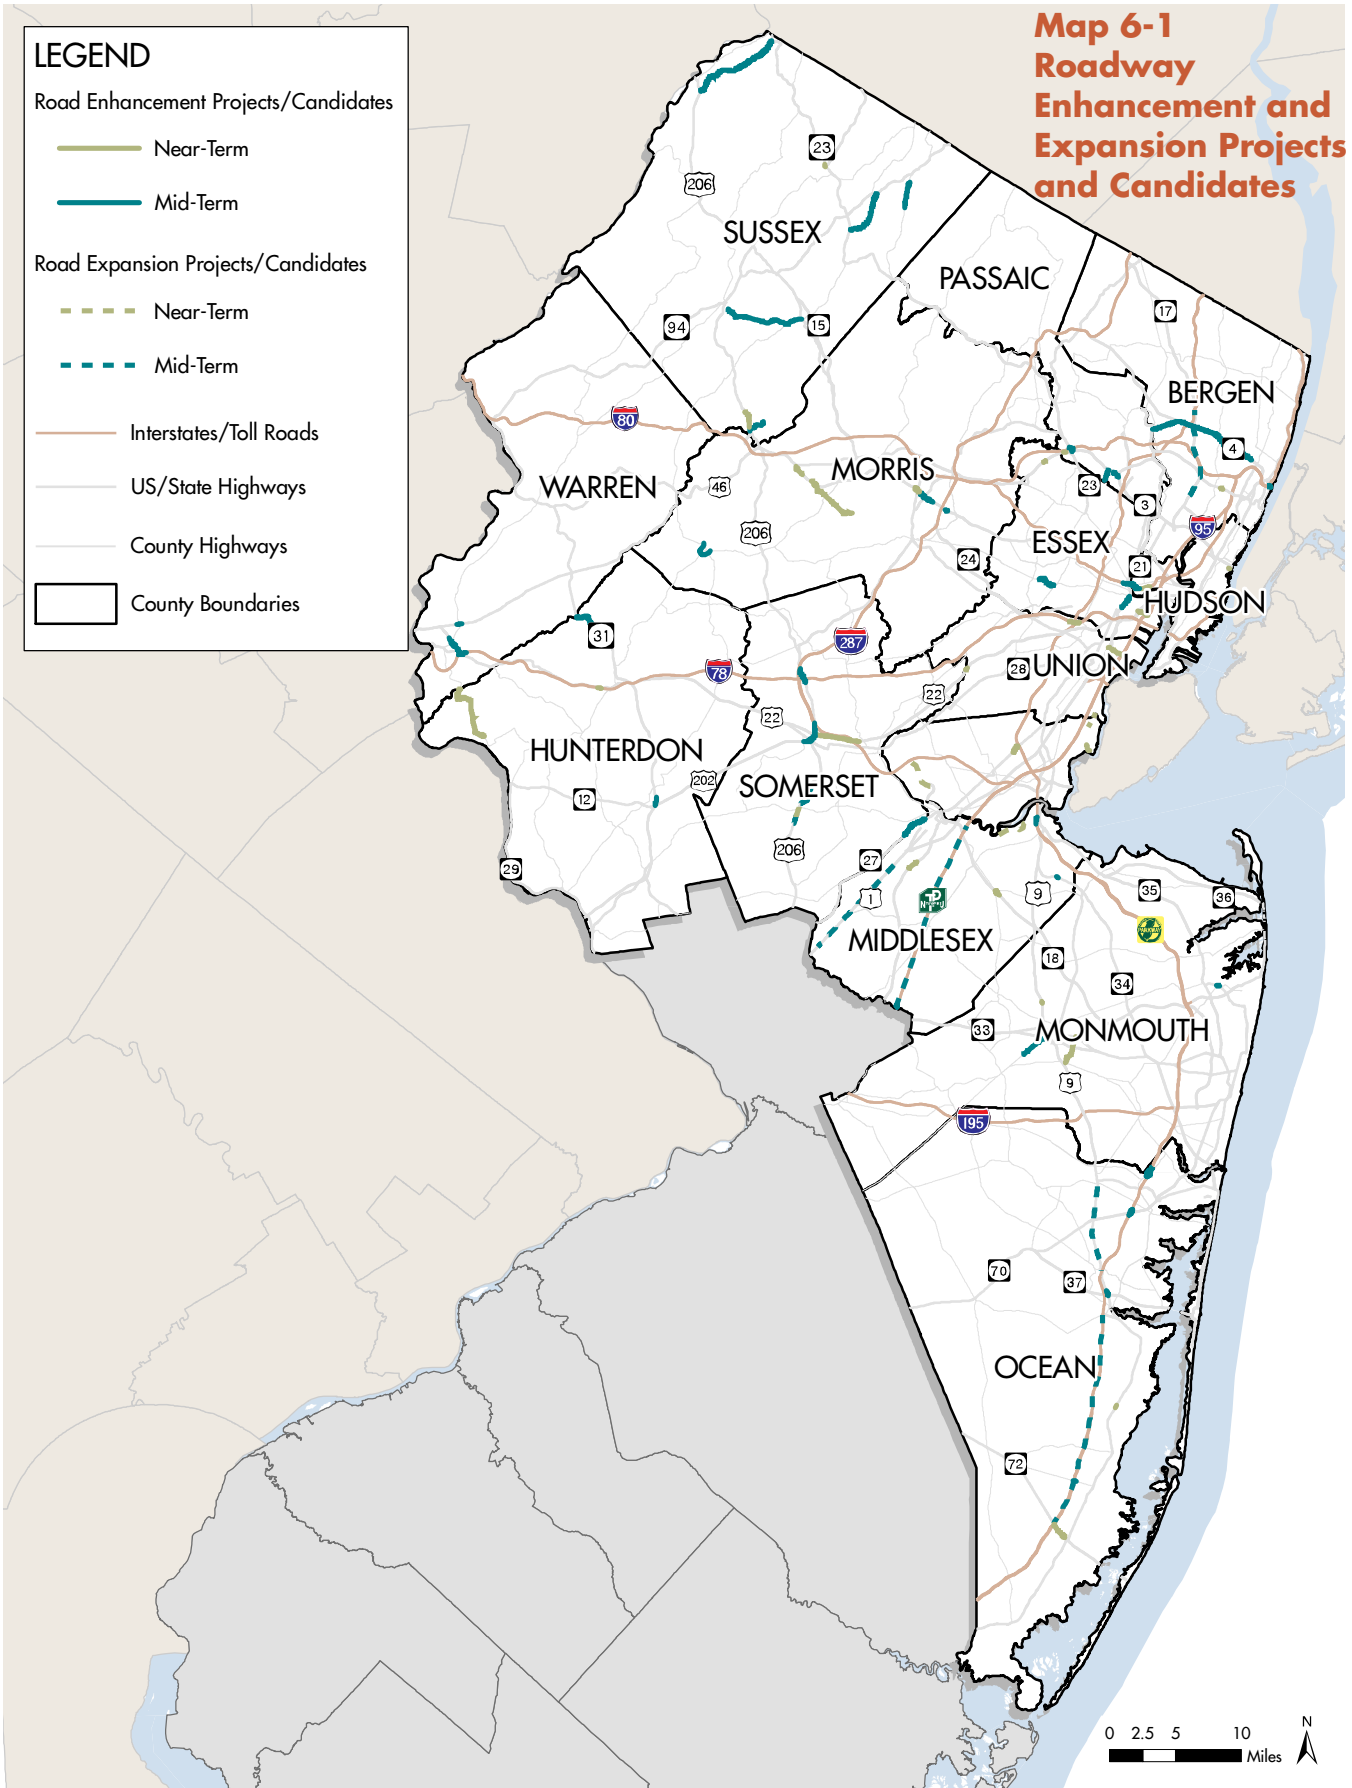 Map 6-1
Roadway
Enhancement and
Expansion Projects
and Candidates
LEGEND
Road Enhancement Projects/Candidates
Near-Term
Mid-Term
Road Expansion Projects/Candidates
Near-Term
Mid-Term
Interstates/Toll Roads
US/State Highways
County Highways
County Boundaries
23
206
SUSSEX
PASSAIC
17
94
15
BERGEN
80
4
MORRIS
WARREN
46
23
3
206
95
ESSEX
24
21
HUDSON
31
287
28
UNION
78
22
22
HUNTERDON
202
SOMERSET
12
206
27
29
1
9
35
36
MIDDLESEX
18
34
33
MONMOUTH
9
195
70
37
OCEAN
72
0 2.5 5 10
Miles
N